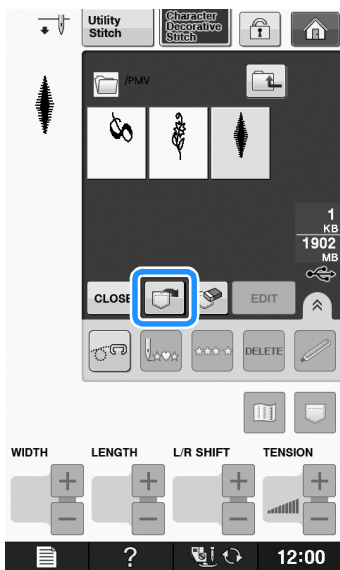 Utility
Stitch
Character
Decorative
Stitch
/PMV
1
KB
1902
MB
CLOSE
EDIT
DELETE
WIDTH
LENGTH
L/R SHIFT
TENSION
?
12:00